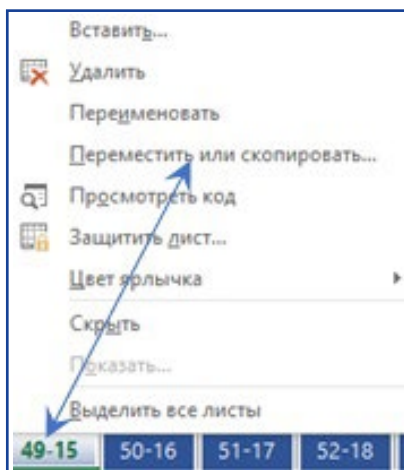 Вставить...
Удалить
Переименовать
Переместить или скопировать...
Просмотреть код
Защитить лист...
Цвет ярлычка
Скрыть
Показать...
Выделить все листы
49-15 50-16 51-17 52-18